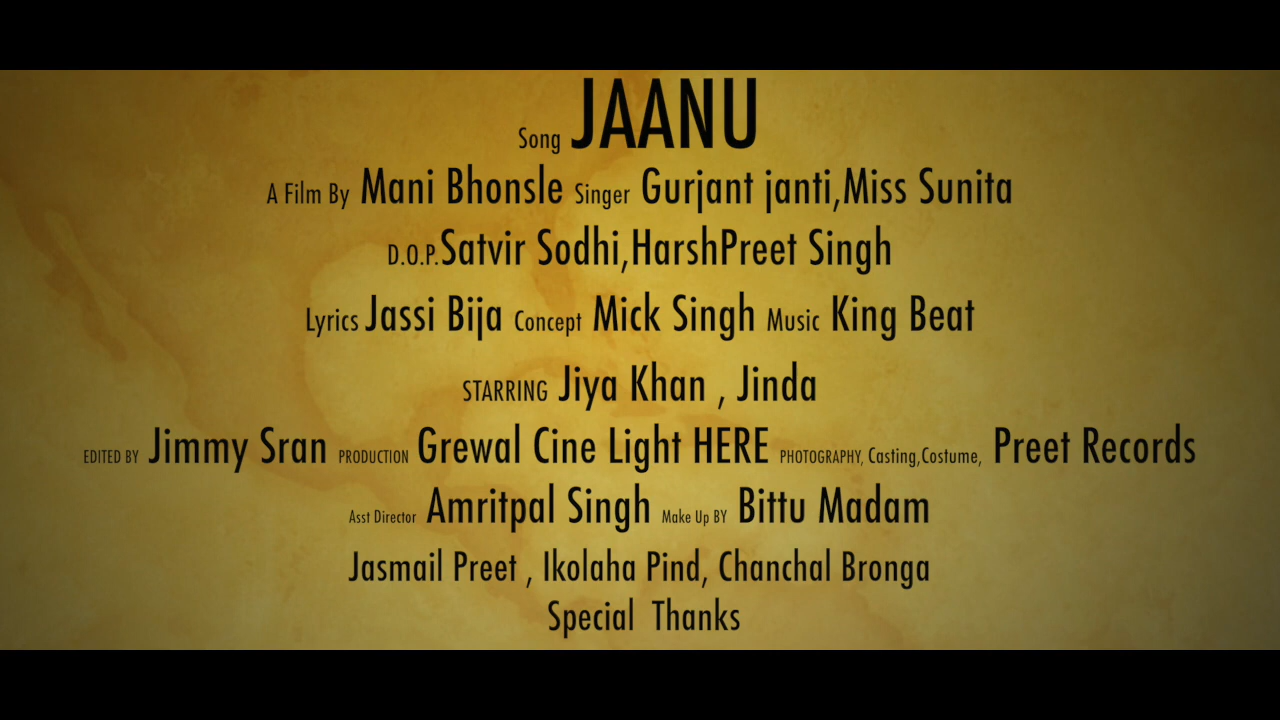 Song JAANU
A Film By Mani Bhonsle Singer Gurjant janti,Miss Sunita
D.O.P.Satvir Sodhi,HarshPreet Singh
Lyrics Jassi Bija Concept Mick Singh Music King Beat
STARRING Jiya Khan , Jinda
EDITED BY Jimmy Sran PRODUCTION Grewal Cine Light HERE PHOTOGRAPHY, Casting,Costume, Preet Records
Asst Director Amritpal Singh Make Up BY Bittu Madam
Jasmail Preet , Ikolaha Pind, Chanchal Bronga
Special Thanks